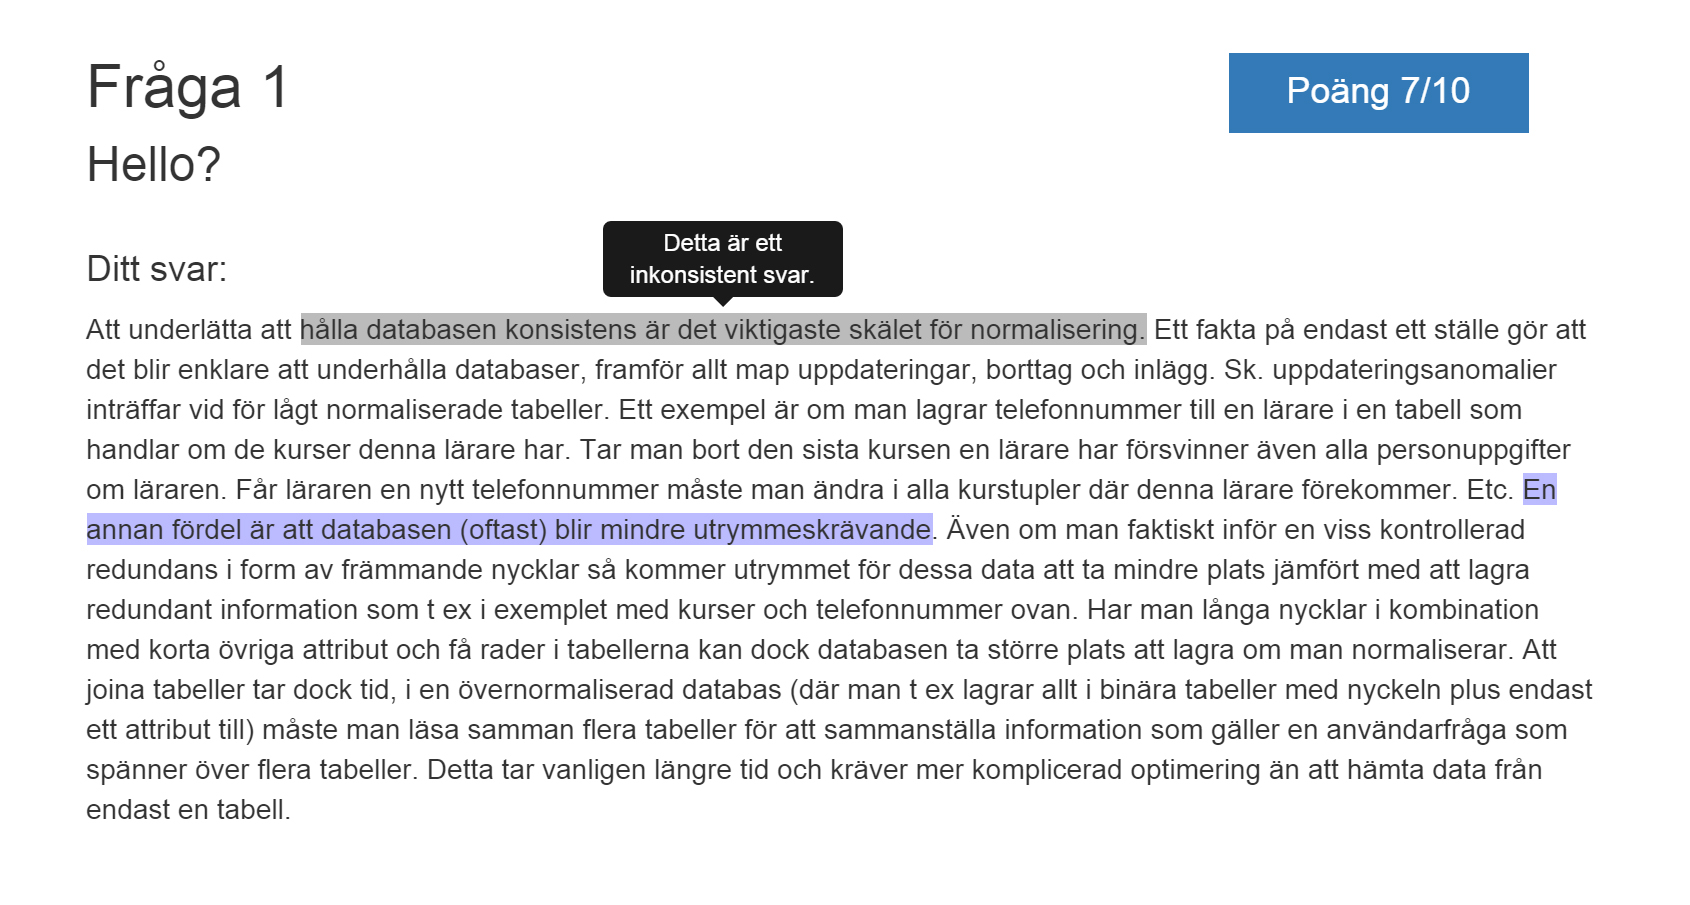 Fråga 1
Poäng 7/10
Hello?
Detta är ett
inkonsistent svar.
Ditt svar:
Att underlätta att hålla databasen konsistens är det viktigaste skälet för normalisering. Ett fakta på endast ett ställe gör att
det blir enklare att underhålla databaser, framför allt map uppdateringar, borttag och inlägg. Sk. uppdateringsanomalier
inträffar vid för lågt normaliserade tabeller. Ett exempel är om man lagrar telefonnummer till en lärare i en tabell som
handlar om de kurser denna lärare har. Tar man bort den sista kursen en lärare har försvinner även alla personuppgifter
om läraren. Får läraren en nytt telefonnummer måste man ändra i alla kurstupler där denna lärare förekommer. Etc. En
annan fördel är att databasen (oftast) blir mindre utrymmeskrävande. Även om man faktiskt inför en viss kontrollerad
redundans i form av främmande nycklar så kommer utrymmet för dessa data att ta mindre plats jämfört med att lagra
redundant information som t ex i exemplet med kurser och telefonnummer ovan. Har man långa nycklar i kombination
med korta övriga attribut och få rader i tabellerna kan dock databasen ta större plats att lagra om man normaliserar. Att
joina tabeller tar dock tid, i en övernormaliserad databas (där man t ex lagrar allt i binära tabeller med nyckeln plus endast
ett attribut till) måste man läsa samman flera tabeller för att sammanställa information som gäller en användarfråga som
spänner över flera tabeller. Detta tar vanligen längre tid och kräver mer komplicerad optimering än att hämta data från
endast en tabell.